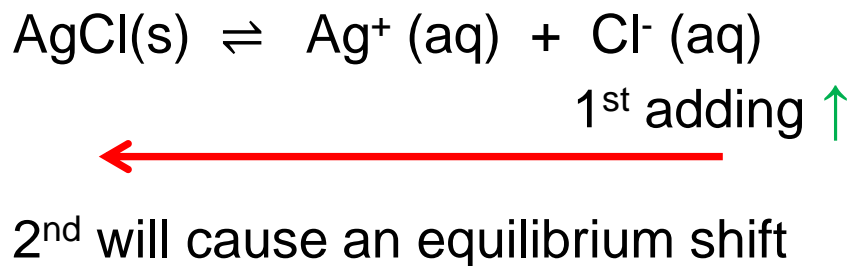 AgCl(s) ⇌ Ag⁺ (aq) + Cl⁻ (aq)
1ˢᵗ adding ↑
2ⁿᵈ will cause an equilibrium shift